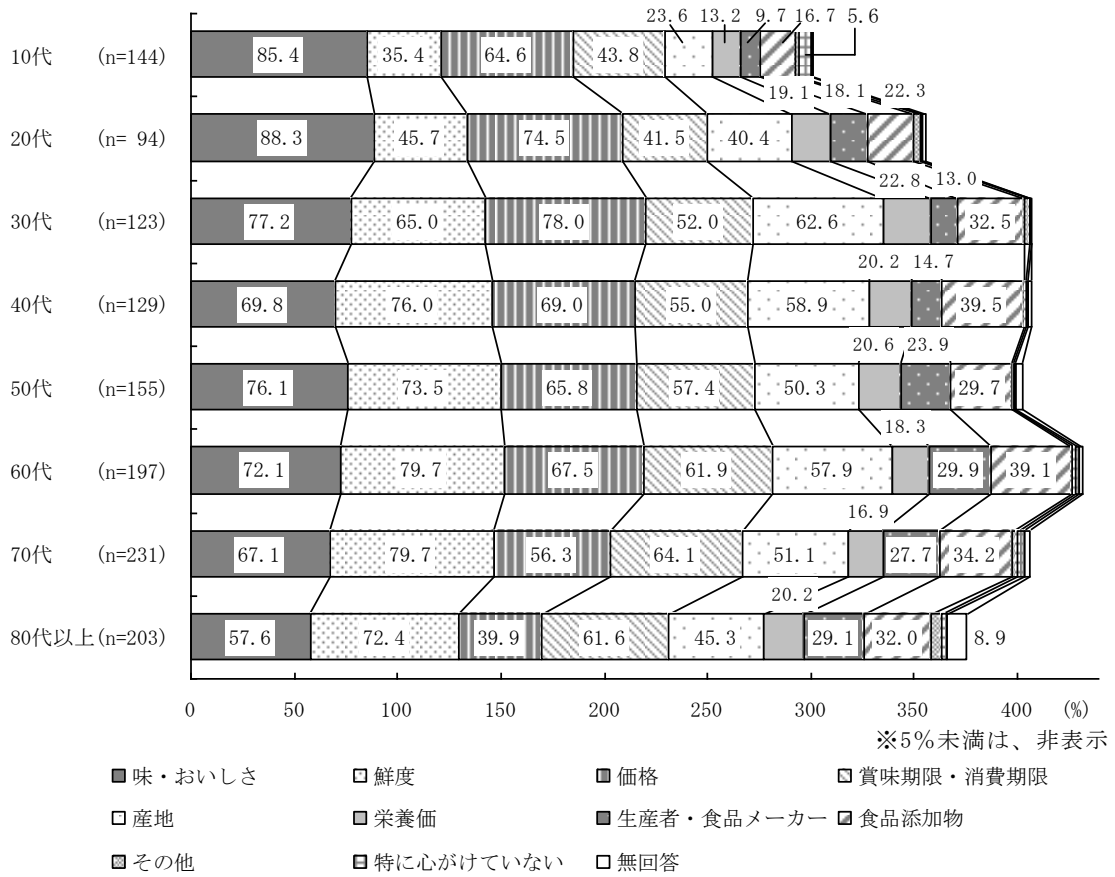 23.6 13.2 9.7 16.7 5.6
10代 (n=144) 85.4 35.4 64.6 43.8
19.1 18.1 22.3
20代 (n= 94) 88.3 45.7 74.5 41.5 40.4
22.8 13.0
30代 (n=123) 77.2 65.0 78.0 52.0 62.6 32.5
20.2 14.7
40代 (n=129) 69.8 76.0 69.0 55.0 58.9 39.5
20.6 23.9
50代 (n=155) 76.1 73.5 65.8 57.4 50.3 29.7
18.3
60代 (n=197) 72.1 79.7 67.5 61.9 57.9 29.9 39.1
16.9
70代 (n=231) 67.1 79.7 56.3 64.1 51.1 27.7 34.2
20.2
80代以上(n=203) 57.6 72.4 39.9 61.6 45.3 29.1 32.0 8.9
0 50 100 150 200 250 300 350 400 (%)
※5%未満は、非表示
味・おいしさ 鮮度 価格 賞味期限・消費期限
産地 栄養価 生産者・食品メーカー 食品添加物
その他 特に心がけていない 無回答